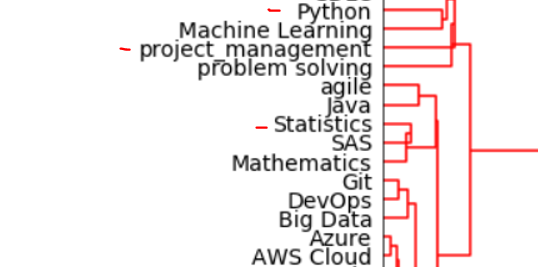 Python
Machine Learning
project_management
problem solving
agile
Java
Statistics
SAS
Mathematics
Git
DevOps
Big Data
Azure
AWS Cloud